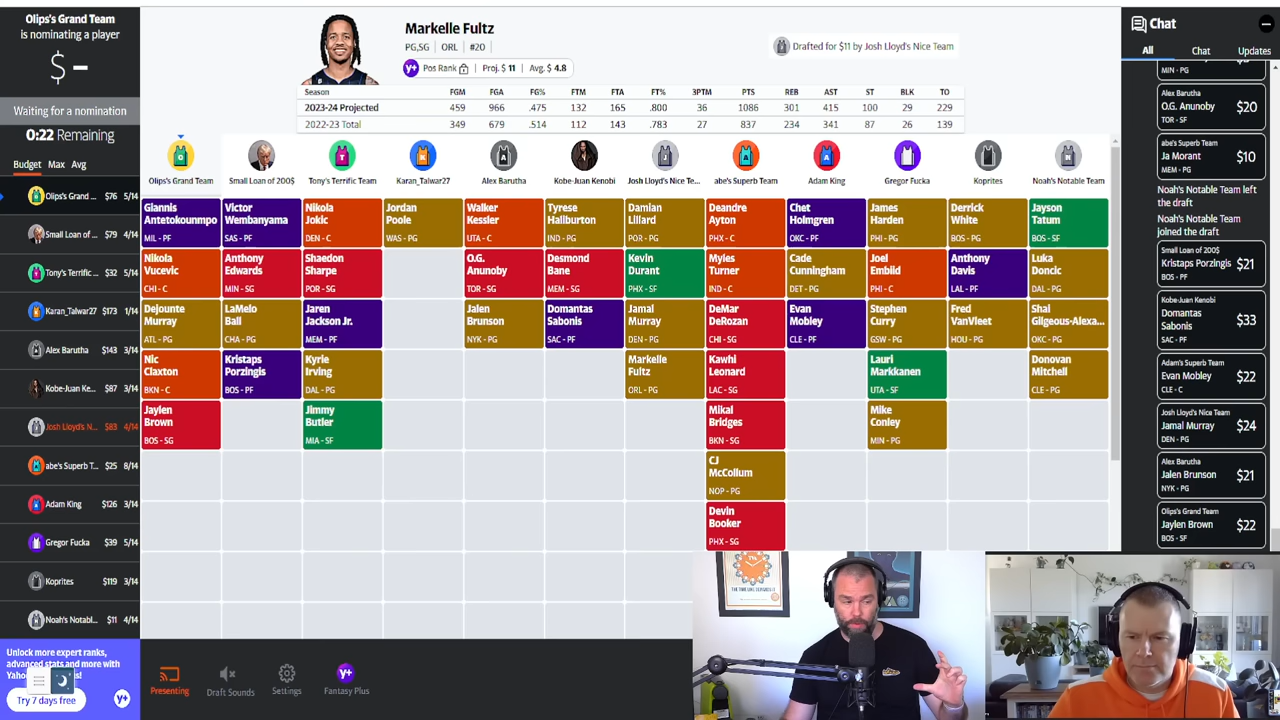 Olips's Grand Team
is nominating a player
$ –
Waiting for a nomination
0:22 Remaining
Budget Max Avg
Olips's Grand ... $76 5/14
Small Loan of ... $79 4/14
Tony's Terrific ... $32 5/14
Karan_Talwar27 $173 1/14
Alex Barutha $143 3/14
Kobe-Juan Ke... $87 3/14
Josh Lloyd's N... $83 4/14
abe's Superb T... $25 8/14
Adam King $126 3/14
Gregor Fucka $39 5/14
Koprites $119 3/14
Noah's Notabl... $11 4/14
Unlock more expert ranks,
advanced stats and more with
Try 7 days free
Markelle Fultz
PG,SG ORL #20
Pos Rank Proj. $ 11 Avg. $ 4.8
Drafted for $11 by Josh Lloyd's Nice Team
Season FGM FGA FG% FTM FTA FT% 3PTM PTS REB AST ST BLK TO
2023-24 Projected 459 966 .475 132 165 .800 36 1086 301 415 100 29 229
2022-23 Total 349 679 .514 112 143 .783 27 837 234 341 87 26 139
Olips's Grand Team Small Loan of 200$ Tony's Terrific Team Karan_Talwar27 Alex Barutha Kobe-Juan Kenobi Josh Lloyd's Nice Te... abe's Superb Team Adam King Gregor Fucka Koprites Noah's Notable Team
Giannis Victor Nikola Jordan Walker Tyrese Damian Deandre Chet James Derrick Jayson
Antetokounmpo Wembanyama Jokic Poole Kessler Haliburton Lillard Ayton Holmgren Harden White Tatum
MIL - PF SAS - PF DEN - C WAS - PG UTA - C IND - PG POR - PG PHX - C OKC - PF PHI - PG BOS - PG BOS - SF
Nikola Anthony Shaedon O.G. Desmond Kevin Myles Cade Joel Anthony Luka
Vucevic Edwards Sharpe Anunoby Bane Durant Turner Cunningham Embiid Davis Doncic
CHI - C MIN - SG POR - SG TOR - SG MEM - SG PHX - SF IND - C DET - PG PHI - C LAL - PF DAL - PG
Dejounte LaMelo Jaren Jalen Domantas Jamal DeMar Evan Stephen Fred Shai
Murray Ball Jackson Jr. Brunson Sabonis Murray DeRozan Mobley Curry VanVleet Gilgeous-Alexa...
ATL - PG CHA - PG MEM - PF NYK - PG SAC - PF DEN - PG CHI - SG CLE - PF GSW - PG HOU - PG OKC - PG
Nic Kristaps Kyrie Markelle Kawhi Lauri Donovan
Claxton Porzingis Irving Fultz Leonard Markkanen Mitchell
BKN - C BOS - PF DAL - PG ORL - PG LAC - SG UTA - SF CLE - PG
Jaylen Jimmy Mikal Mike
Brown Butler Bridges Conley
BOS - SG MIA - SF BKN - SG MIN - PG
CJ
McCollum
NOP - PG
Devin
Booker
PHX - SG
Presenting Draft Sounds Settings Fantasy Plus
Chat
All Chat Updates
MIN - PG
Alex Barutha
O.G. Anunoby $20
TOR - SF
abe's Superb Team
Ja Morant $10
MEM - PG
Noah's Notable Team left
the draft
Noah's Notable Team
joined the draft
Small Loan of 200$
Kristaps Porzingis $21
BOS - PF
Kobe-Juan Kenobi
Domantas
Sabonis $33
SAC - PF
Adam's Superb Team
Evan Mobley $22
CLE - C
Josh Lloyd's Nice Team
Jamal Murray $24
DEN - PG
Alex Barutha
Jalen Brunson $21
NYK - PG
Olips's Grand Team
Jaylen Brown $22
BOS - SF